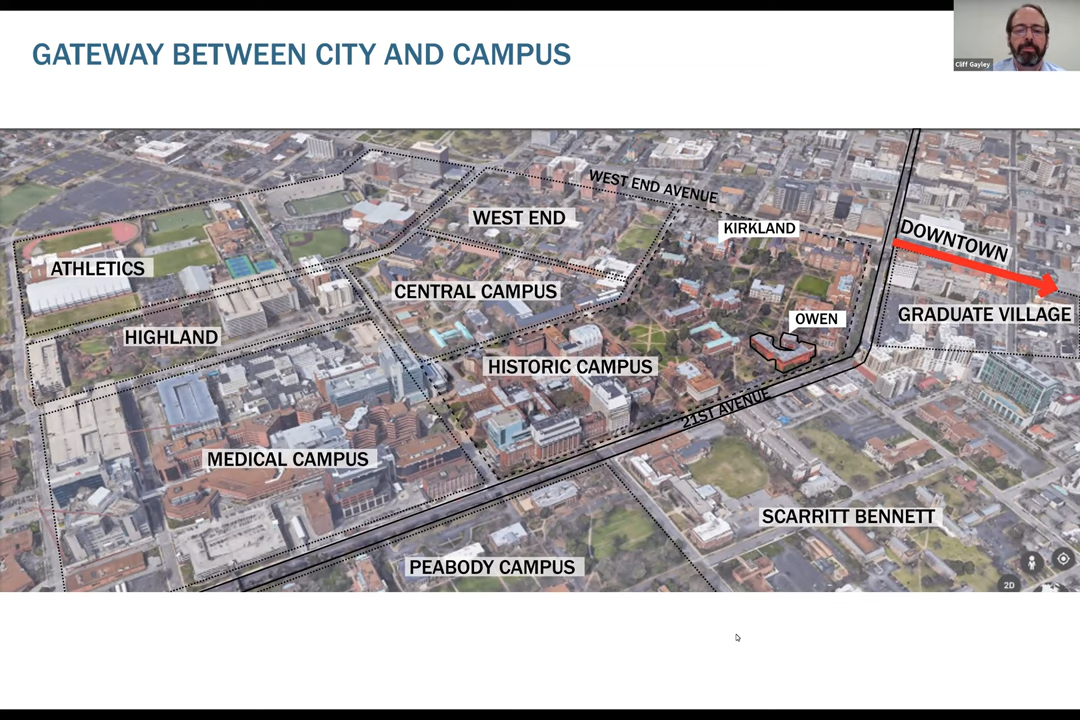 GATEWAY BETWEEN CITY AND CAMPUS
Cliff Gayley
WEST END AVENUE
WEST END
KIRKLAND
DOWNTOWN
ATHLETICS
CENTRAL CAMPUS
GRADUATE VILLAGE
OWEN
HIGHLAND
HISTORIC CAMPUS
21ST AVENUE
MEDICAL CAMPUS
SCARRITT BENNETT
PEABODY CAMPUS
2D